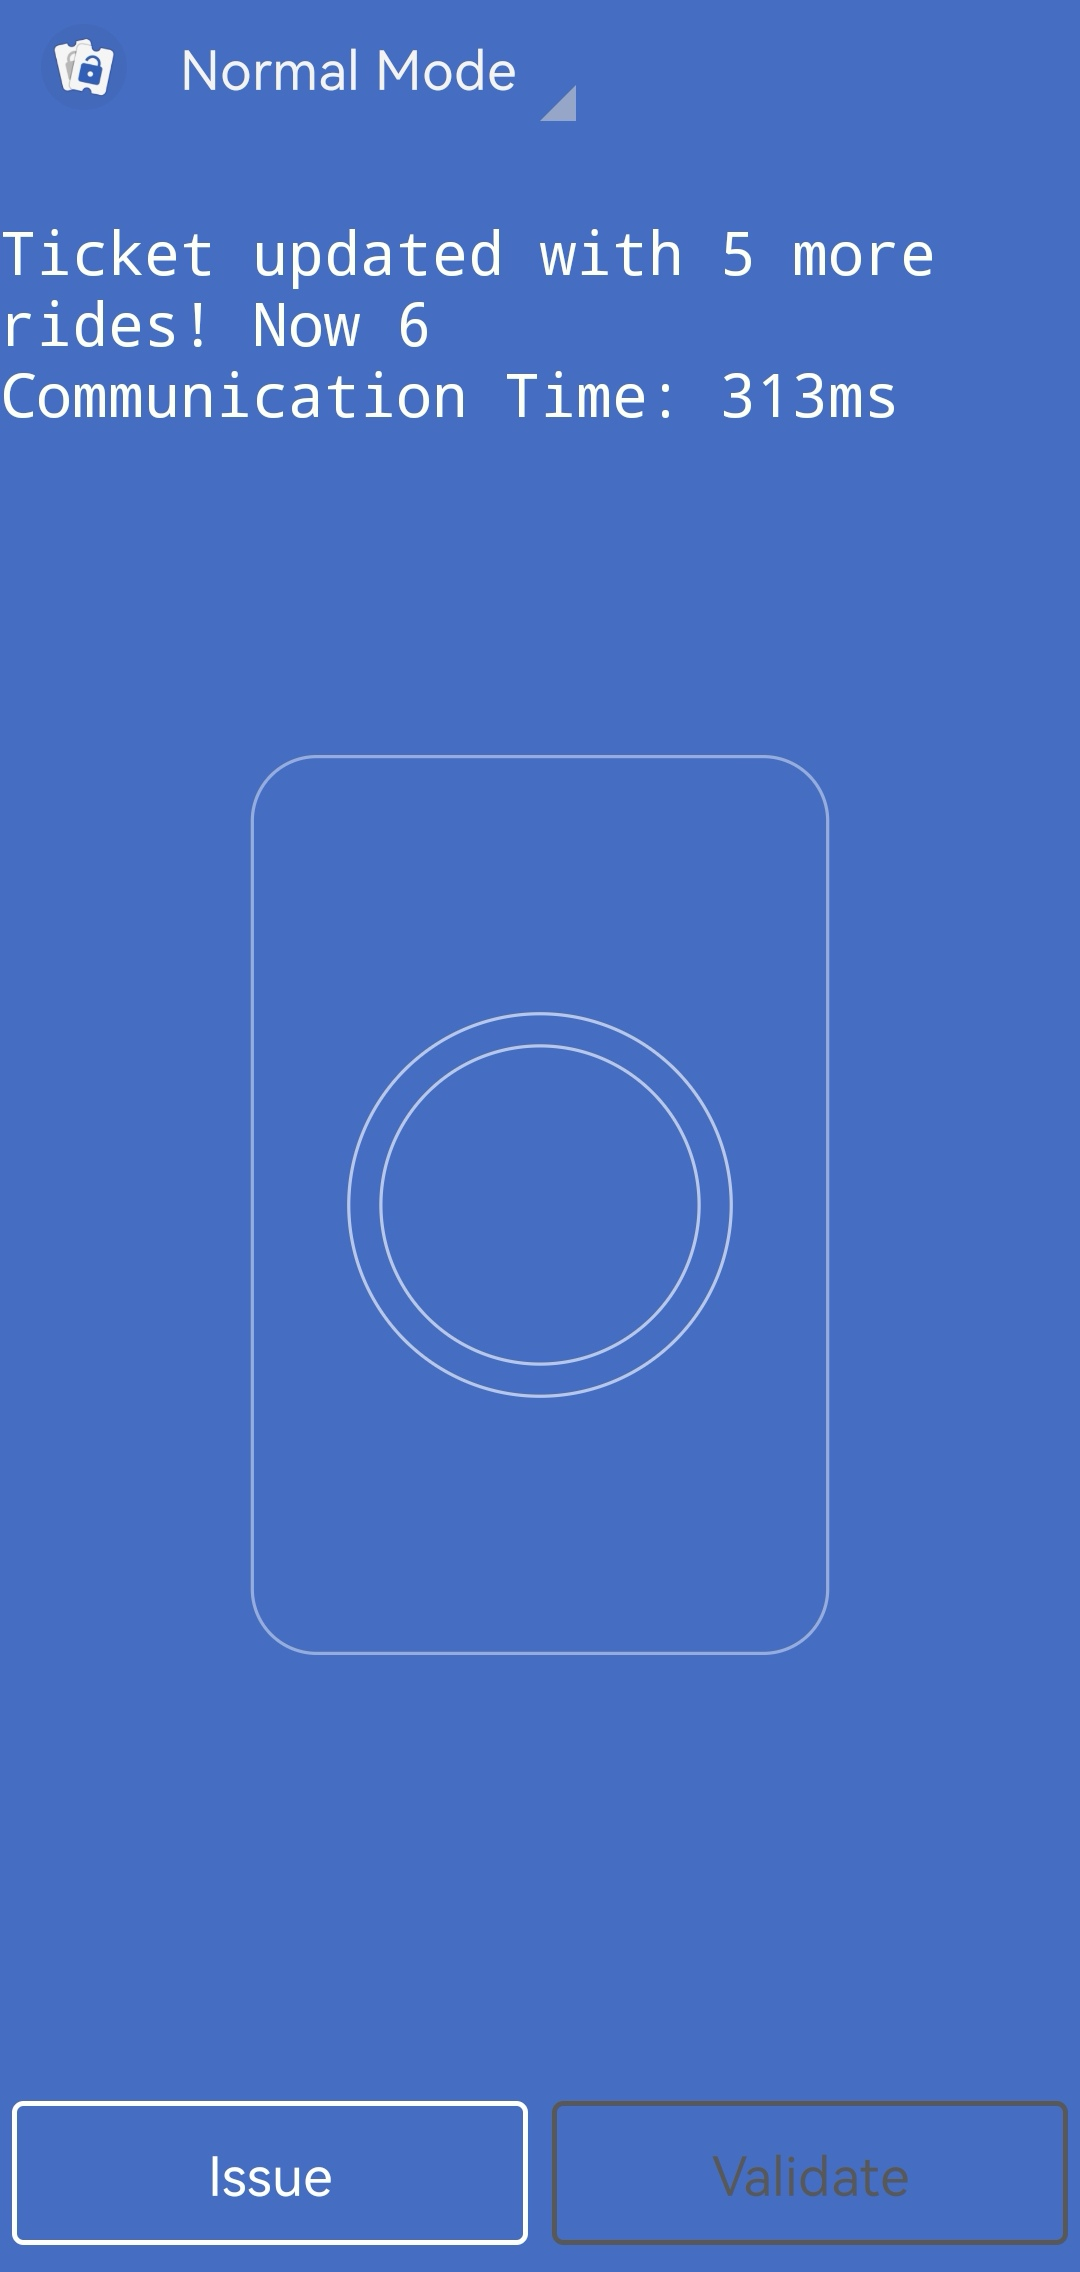 Normal Mode
Ticket updated with 5 more
rides! Now 6
Communication Time: 313ms
Issue
Validate